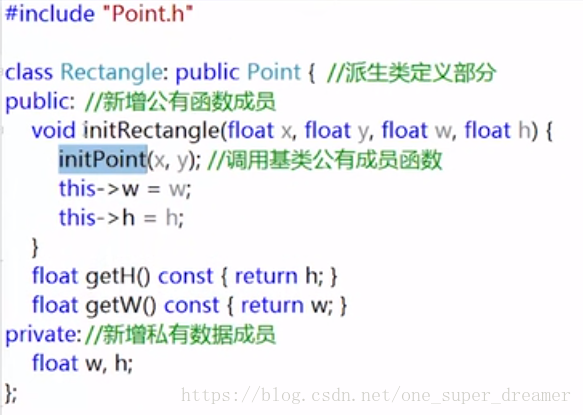 #include "Point.h"
class Rectangle: public Point { //派生类定义部分
public: //新增公有函数成员
void initRectangle(float x, float y, float w, float h) {
initPoint(x, y); //调用基类公有成员函数
this->w = w;
this->h = h;
}
float getH() const { return h; }
float getW() const { return w; }
private: //新增私有数据成员
float w, h;
};
https://blog.csdn.net/one_super_dreamer